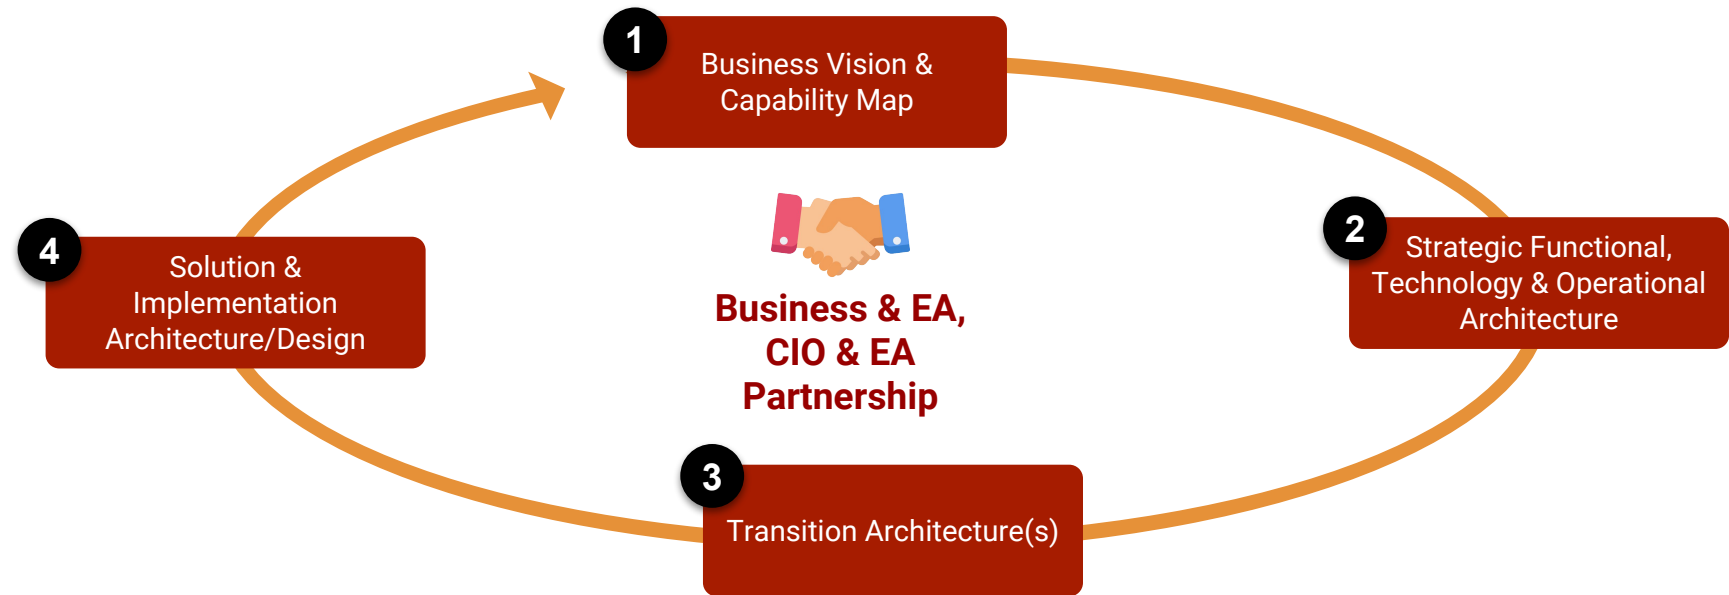 1
Business Vision &
Capability Map
2
Strategic Functional,
Technology & Operational
Architecture
3
Transition Architecture(s)
4
Solution &
Implementation
Architecture/Design
Business & EA,
CIO & EA
Partnership